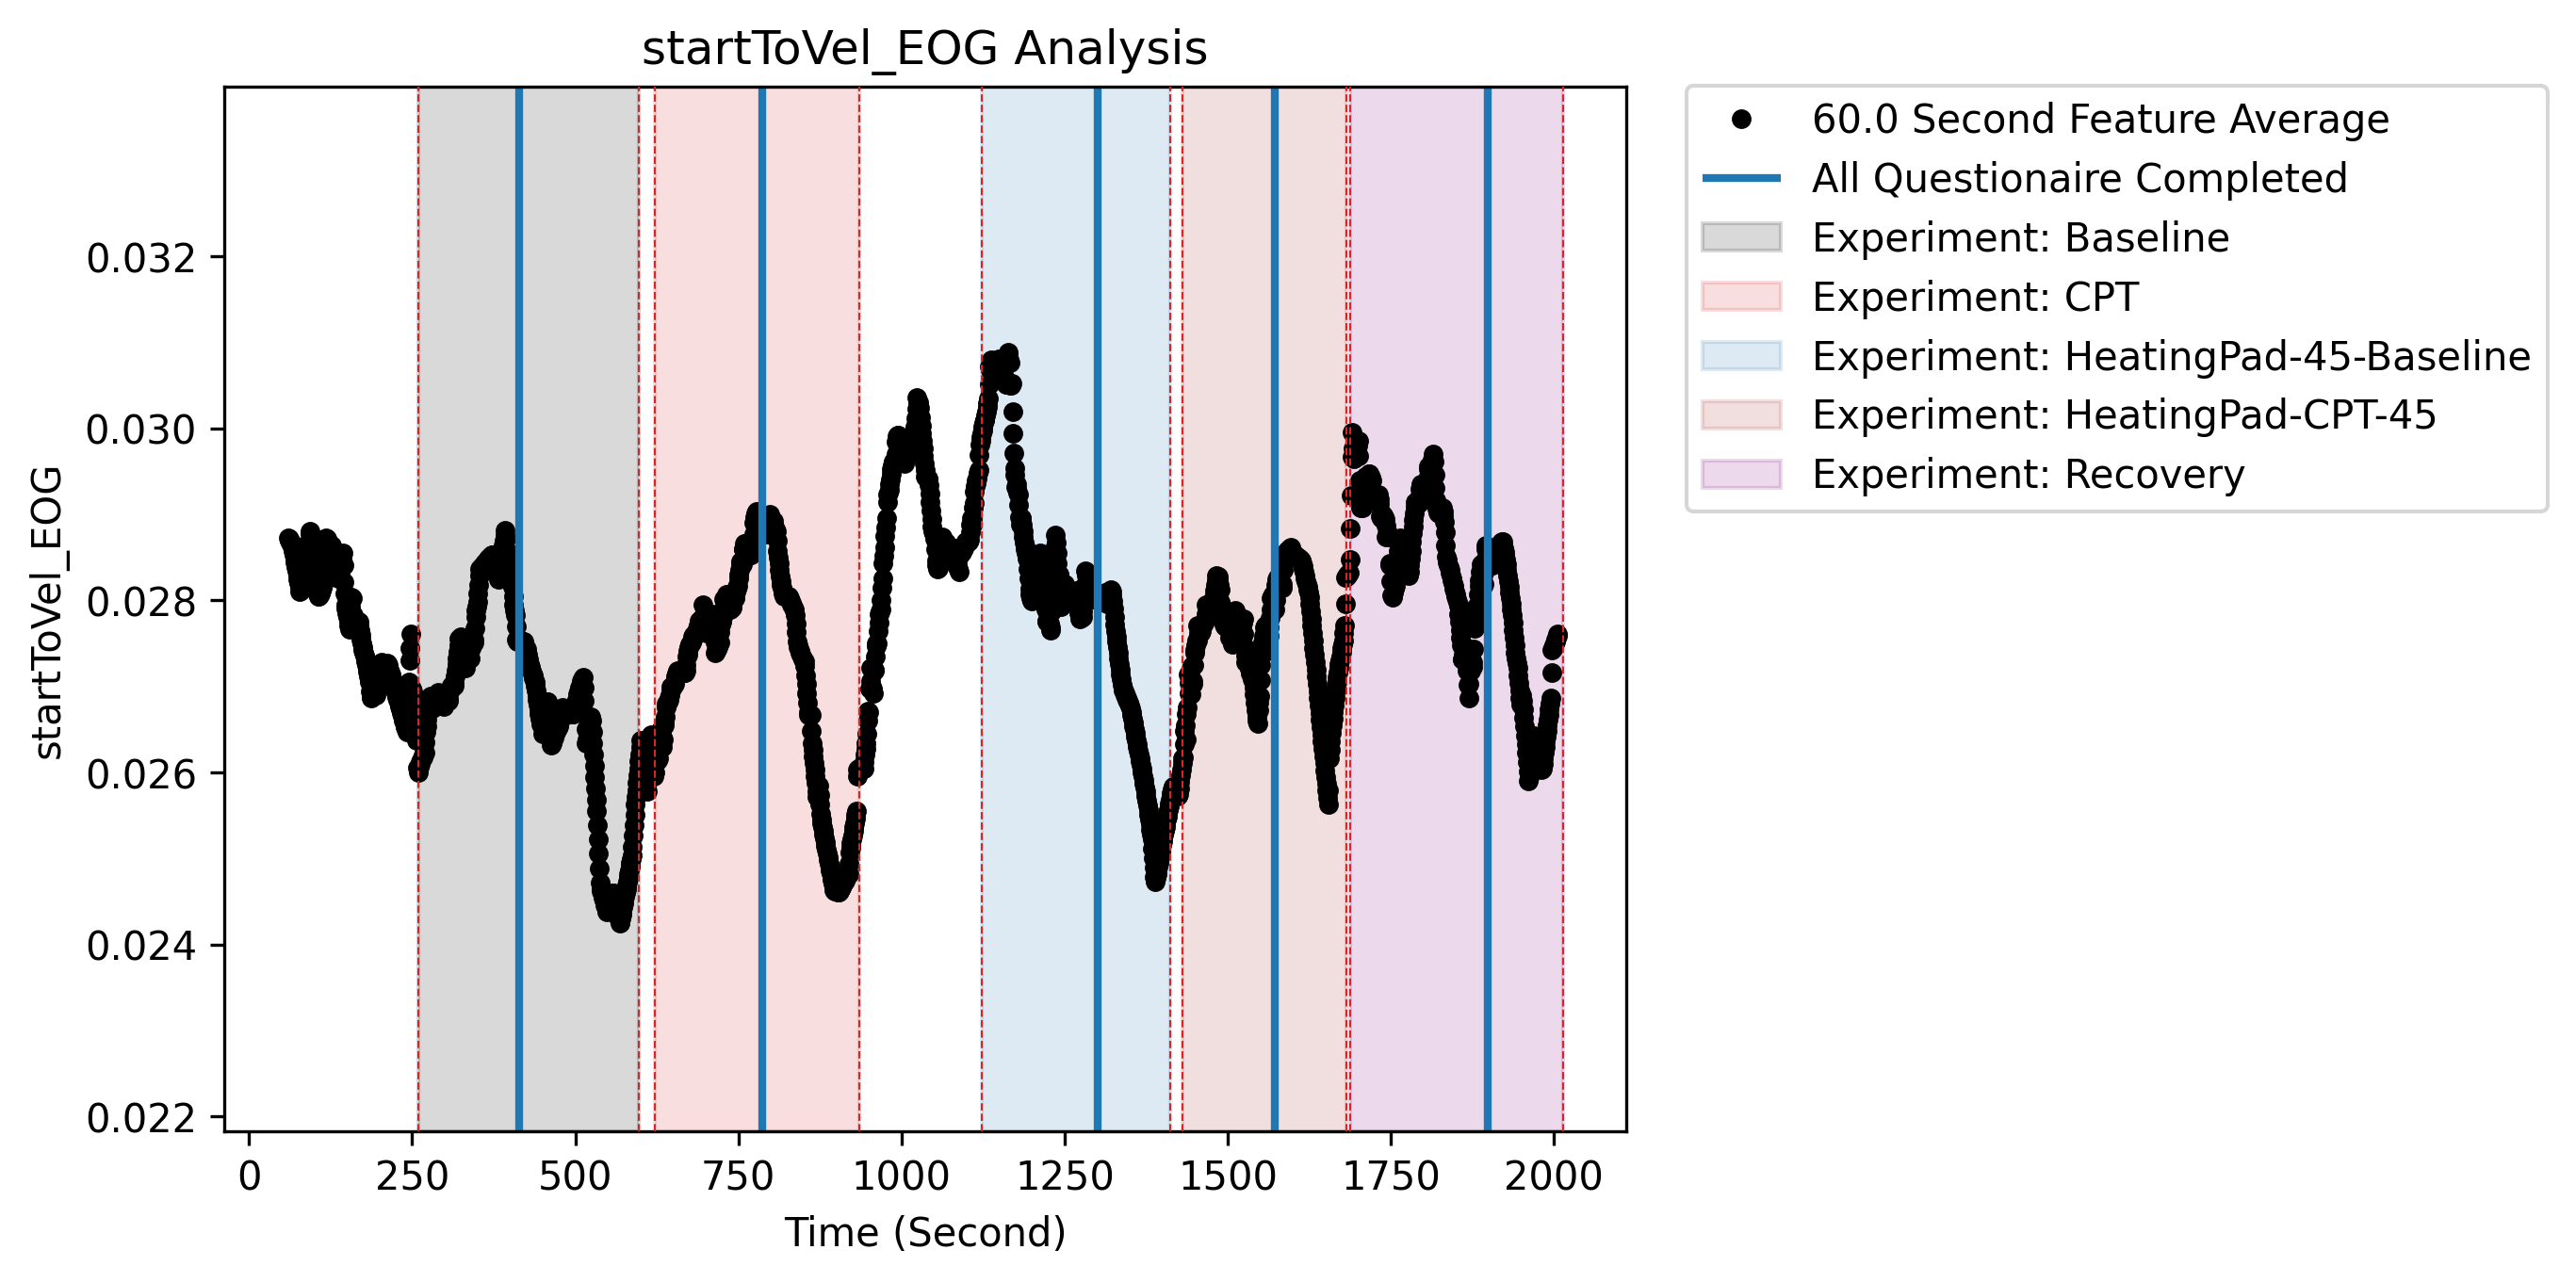 startToVel_EOG Analysis
60.0 Second Feature Average
All Questionaire Completed
Experiment: Baseline
Experiment: CPT
Experiment: HeatingPad-45-Baseline
Experiment: HeatingPad-CPT-45
Experiment: Recovery
startToVel_EOG
0.032
0.030
0.028
0.026
0.024
0.022
0 250 500 750 1000 1250 1500 1750 2000
Time (Second)